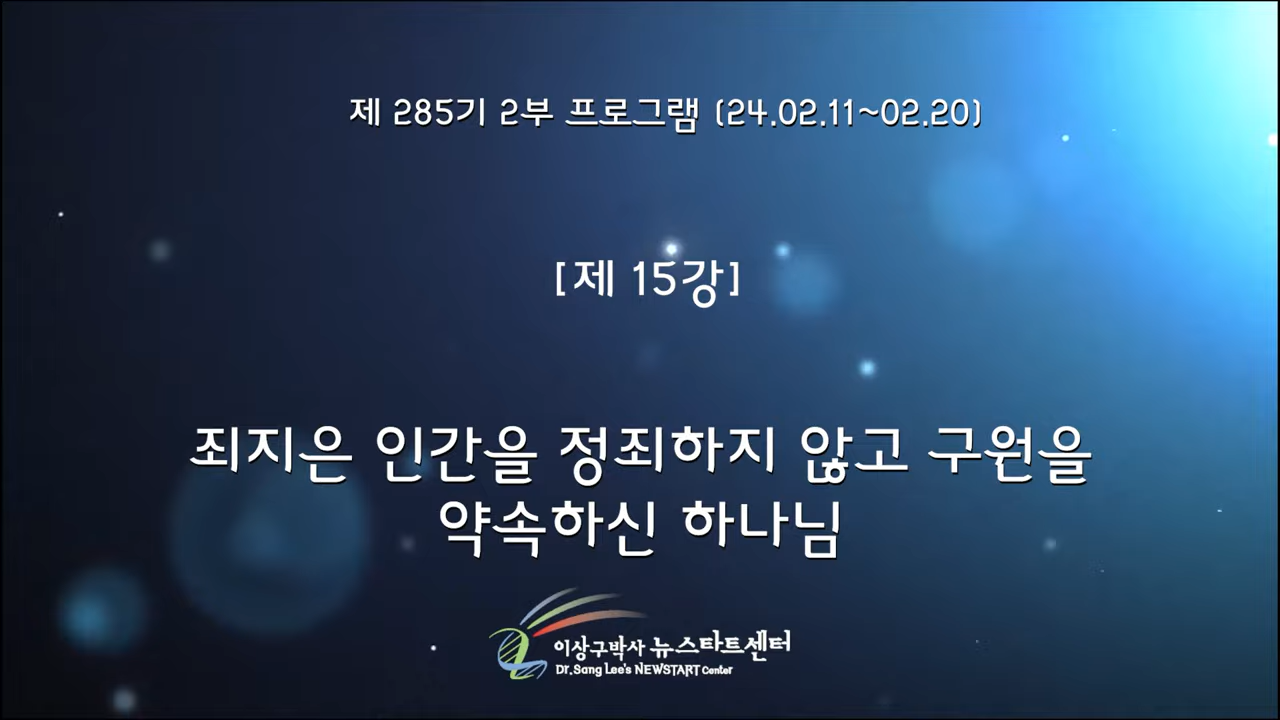 제 285기 2부 프로그램 (24.02.11~02.20)
[제 15강]
죄지은 인간을 정죄하지 않고 구원을
약속하신 하나님
이상구박사 뉴스타트센터
Dr.Sang Lee's NEWSTART Center